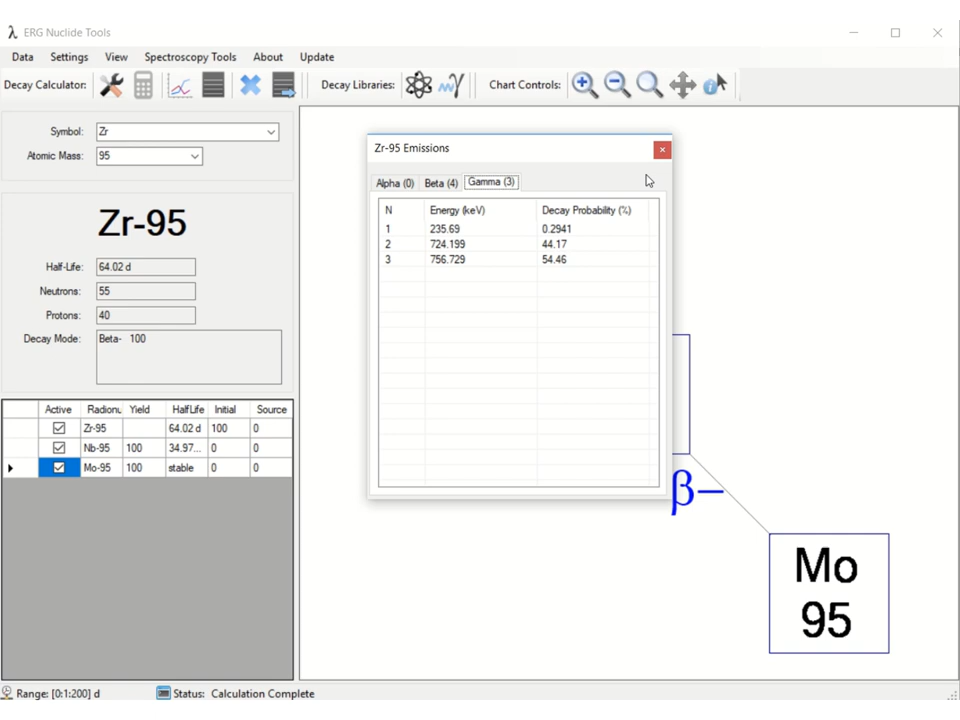 λ ERG Nuclide Tools
Data Settings View Spectroscopy Tools About Update
Decay Calculator: Decay Libraries: Chart Controls:
Symbol: Zr
Atomic Mass: 95
Zr-95
Half-Life: 64.02 d
Neutrons: 55
Protons: 40
Decay Mode: Beta- 100
Active Radionu Yield HalfLife Initial Source
Zr-95 64.02 d 100 0
Nb-95 100 34.97... 0 0
Mo-95 100 stable 0 0
Zr-95 Emissions
Alpha (0) Beta (4) Gamma (3)
N Energy (keV) Decay Probability (%)
1 235.69 0.2941
2 724.199 44.17
3 756.729 54.46
β−
Mo
95
Range: [0:1:200] d Status: Calculation Complete